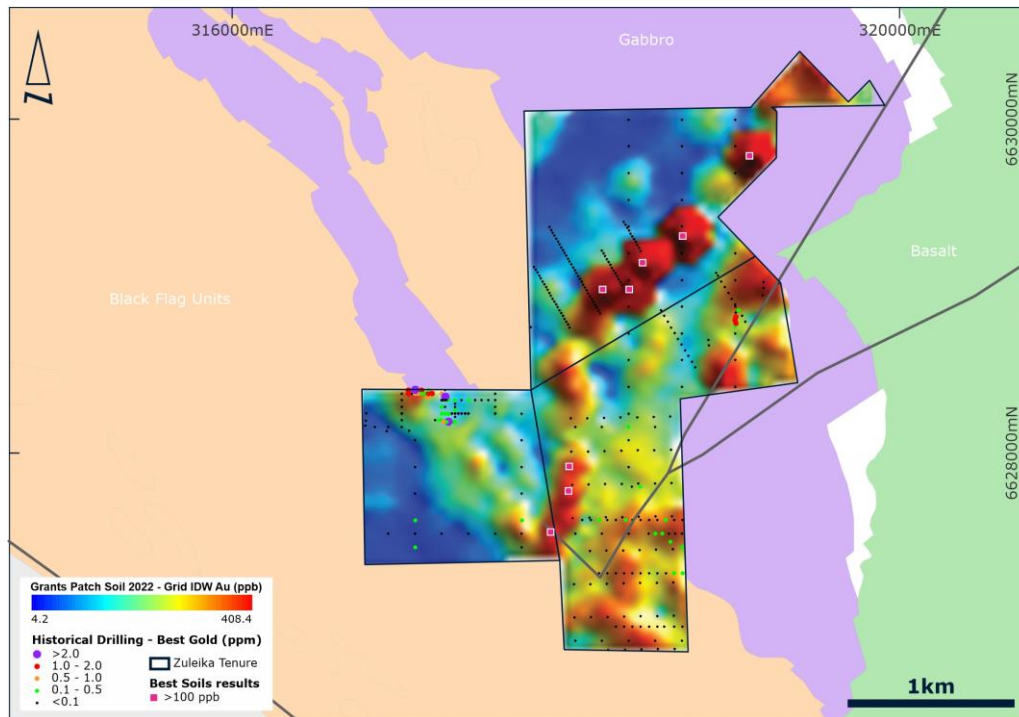 316000mE
320000mE
Gabbro
6630000mN
Basalt
Black Flag Units
6628000mN
Grants Patch Soil 2022 - Grid IDW Au (ppb)
4.2 408.4
Historical Drilling - Best Gold (ppm)
>2.0
1.0 - 2.0
0.5 - 1.0
0.1 - 0.5
<0.1
Zuleika Tenure
Best Soils results
>100 ppb
1km
N